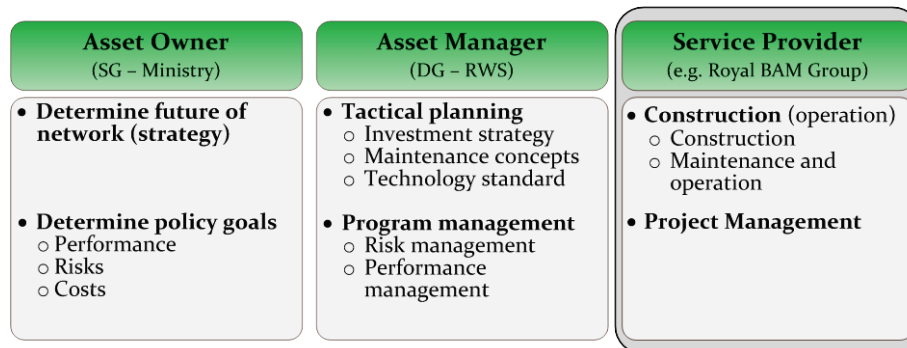 Asset Owner
(SG – Ministry)
• Determine future of
network (strategy)
• Determine policy goals
○ Performance
○ Risks
○ Costs
Asset Manager
(DG – RWS)
• Tactical planning
○ Investment strategy
○ Maintenance concepts
○ Technology standard
• Program management
○ Risk management
○ Performance
management
Service Provider
(e.g. Royal BAM Group)
• Construction (operation)
○ Construction
○ Maintenance and
operation
• Project Management